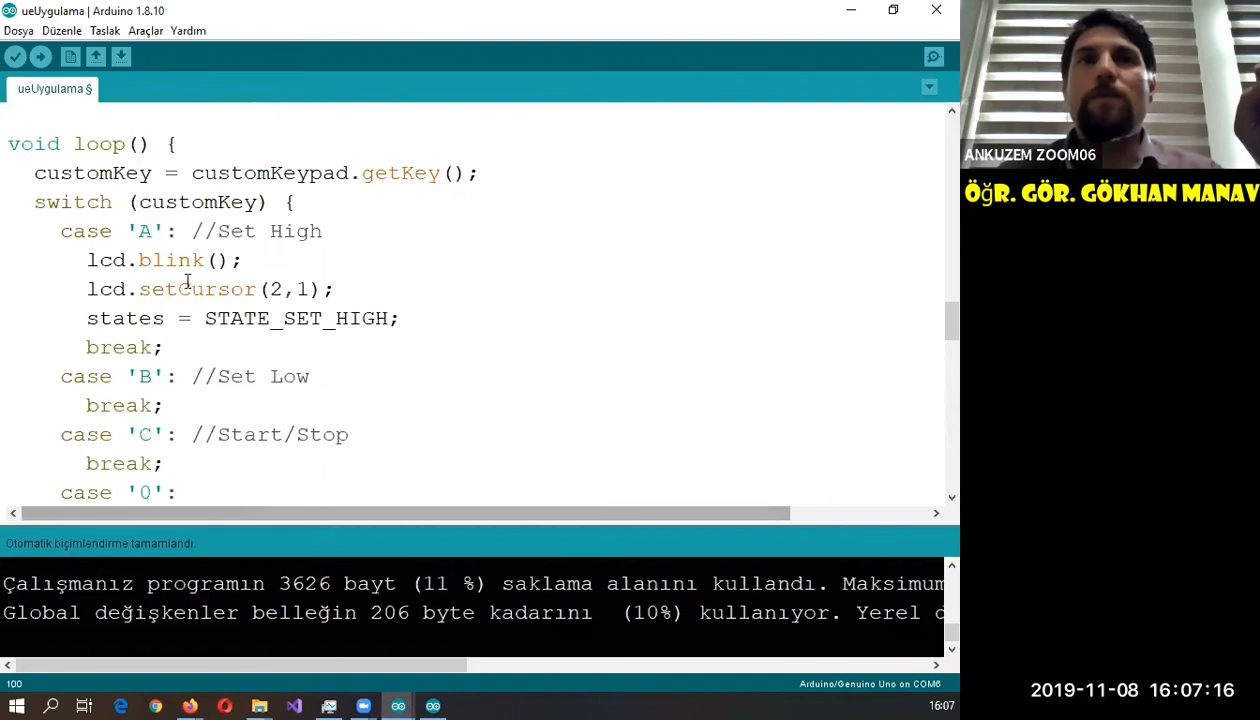 ueUygulama | Arduino 1.8.10
Dosya Düzenle Taslak Araçlar Yardım
ueUygulama §
void loop() {
customKey = customKeypad.getKey();
switch (customKey) {
case 'A': //Set High
lcd.blink();
lcd.setCursor(2,1);
states = STATE_SET_HIGH;
break;
case 'B': //Set Low
break;
case 'C': //Start/Stop
break;
case '0':
Otomatik biçimlendirme tamamlandı.
Çalışmanız programın 3626 bayt (11 %) saklama alanını kullandı. Maksimum
Global değişkenler belleğin 206 byte kadarını (10%) kullanıyor. Yerel d
100
Arduino/Genuino Uno on COM6
16:07
ANKUZEM ZOOM06
ÖĞR. GÖR. GÖKHAN MANAV
2019-11-08 16:07:16